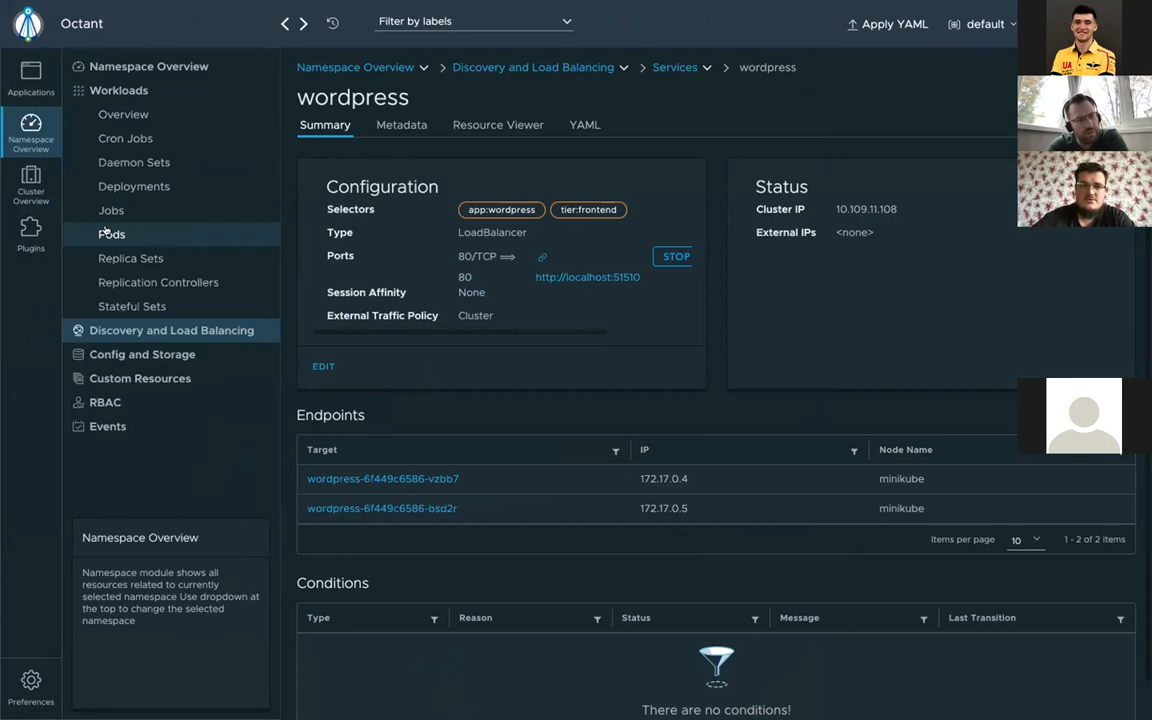 Octant
Filter by labels
Apply YAML
default
Applications
Namespace
Overview
Cluster
Overview
Plugins
Preferences
Namespace Overview
Workloads
Overview
Cron Jobs
Daemon Sets
Deployments
Jobs
Pods
Replica Sets
Replication Controllers
Stateful Sets
Discovery and Load Balancing
Config and Storage
Custom Resources
RBAC
Events
Namespace Overview
Namespace module shows all
resources related to currently
selected namespace Use dropdown at
the top to change the selected
namespace
Namespace Overview Discovery and Load Balancing Services wordpress
wordpress
Summary Metadata Resource Viewer YAML
Configuration
Selectors app:wordpress tier:frontend
Type LoadBalancer
Ports 80/TCP ⟹ STOP
80 http://localhost:51510
Session Affinity None
External Traffic Policy Cluster
EDIT
Status
Cluster IP 10.109.11.108
External IPs <none>
UA
Endpoints
Target IP Node Name
wordpress-6f449c6586-vzbb7 172.17.0.4 minikube
wordpress-6f449c6586-bsd2r 172.17.0.5 minikube
Items per page 10 1 - 2 of 2 items
Conditions
Type Reason Status Message Last Transition
There are no conditions!